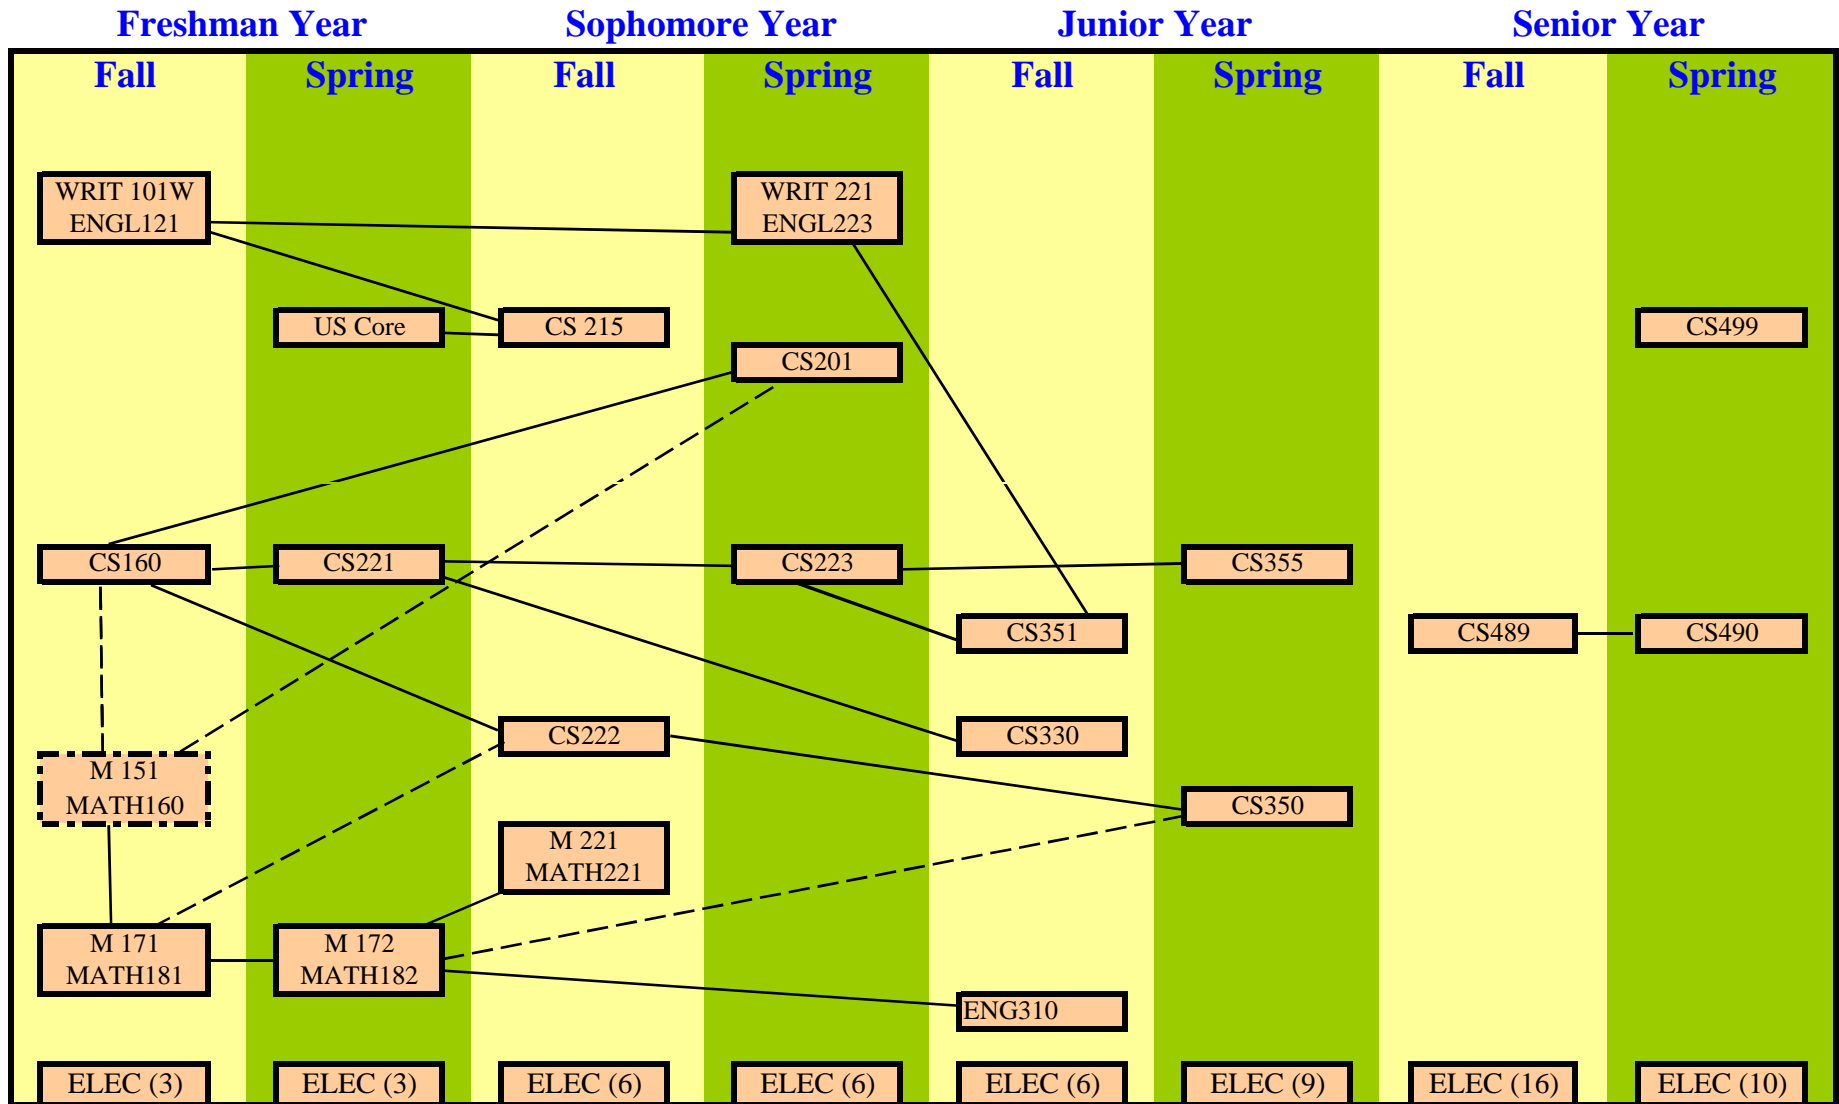 Freshman Year Sophomore Year Junior Year Senior Year
Fall Spring Fall Spring Fall Spring Fall Spring
WRIT 101W
ENGL121
WRIT 221
ENGL223
US Core
CS 215
CS499
CS201
CS160
CS221
CS223
CS355
CS351
CS489
CS490
CS222
CS330
M 151
MATH160
CS350
M 221
MATH221
M 171
MATH181
M 172
MATH182
ENG310
ELEC (3) ELEC (3) ELEC (6) ELEC (6) ELEC (6) ELEC (9) ELEC (16) ELEC (10)